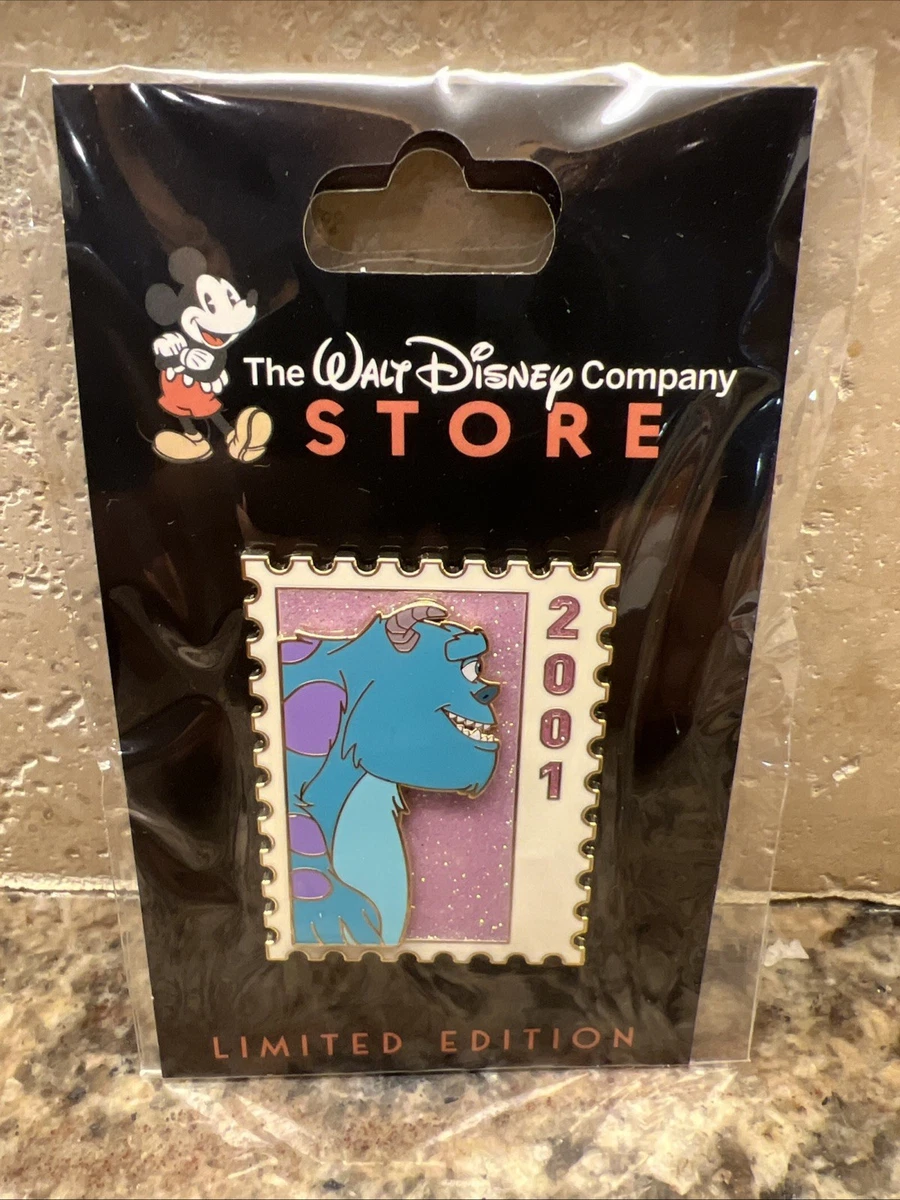 The Walt Disney Company
STORE
2001
LIMITED EDITION